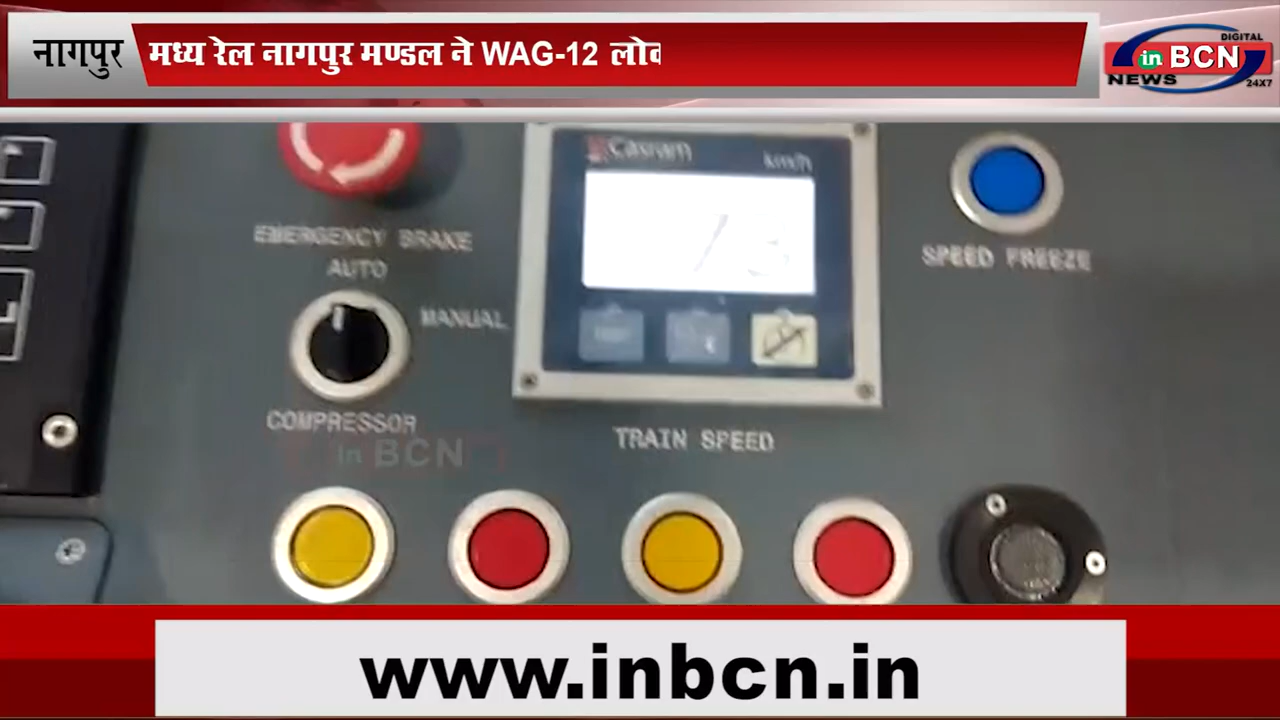 नागपुर
मध्य रेल नागपुर मण्डल ने WAG-12 लोव
DIGITAL
in BCN
NEWS
24X7
km/h
EMERGENCY BRAKE
AUTO
MANUAL
SPEED FREEZE
COMPRESSOR
in BCN
TRAIN SPEED
www.inbcn.in